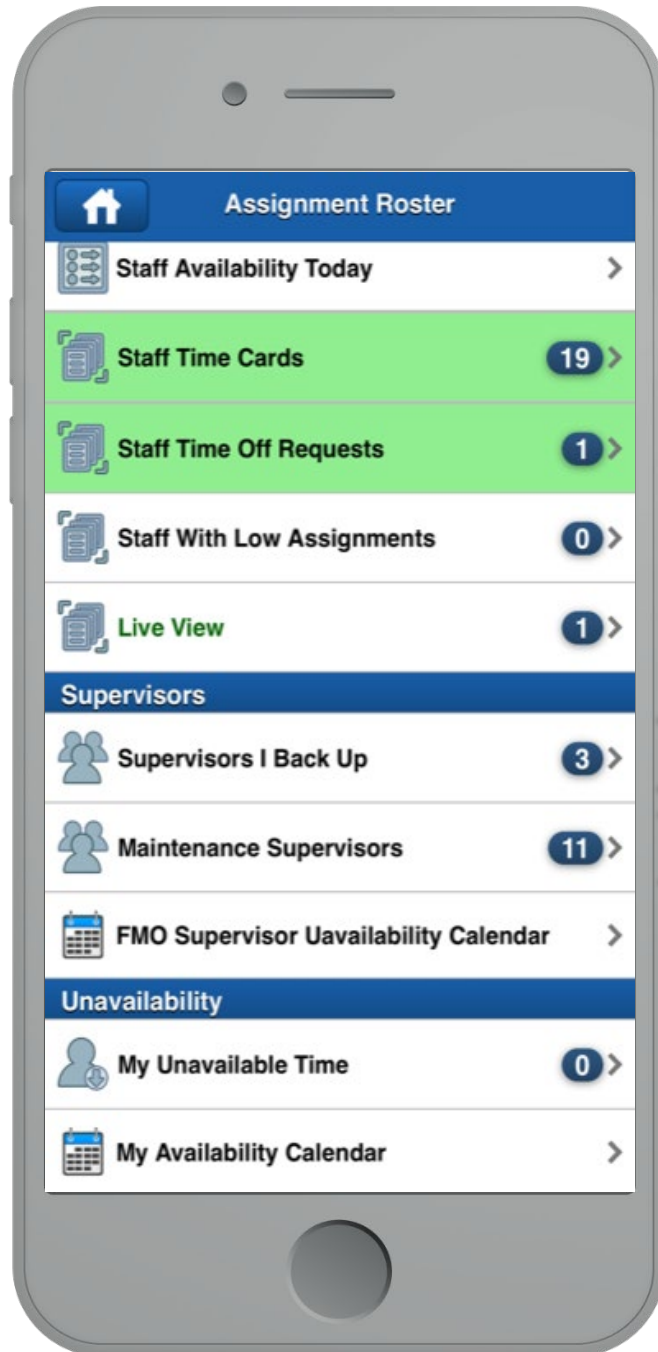 Assignment Roster
Staff Availability Today
Staff Time Cards 19
Staff Time Off Requests 1
Staff With Low Assignments 0
Live View 1
Supervisors
Supervisors I Back Up 3
Maintenance Supervisors 11
FMO Supervisor Uavailability Calendar
Unavailability
My Unavailable Time 0
My Availability Calendar